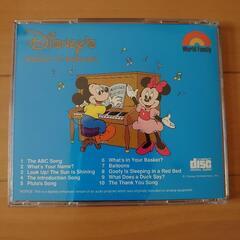 Disney's
World Family
1 The ABC Song
2 What's Your Name?
3 Look! Up The Sun is Shining
4 The Introduction Song
5 Pluto's Song
6 What's In Your Basket?
7 Balloons
8 Goofy Is Sleeping in a Red Bed
9 What Does a Duck Say?
10 The Thank You Song
disc